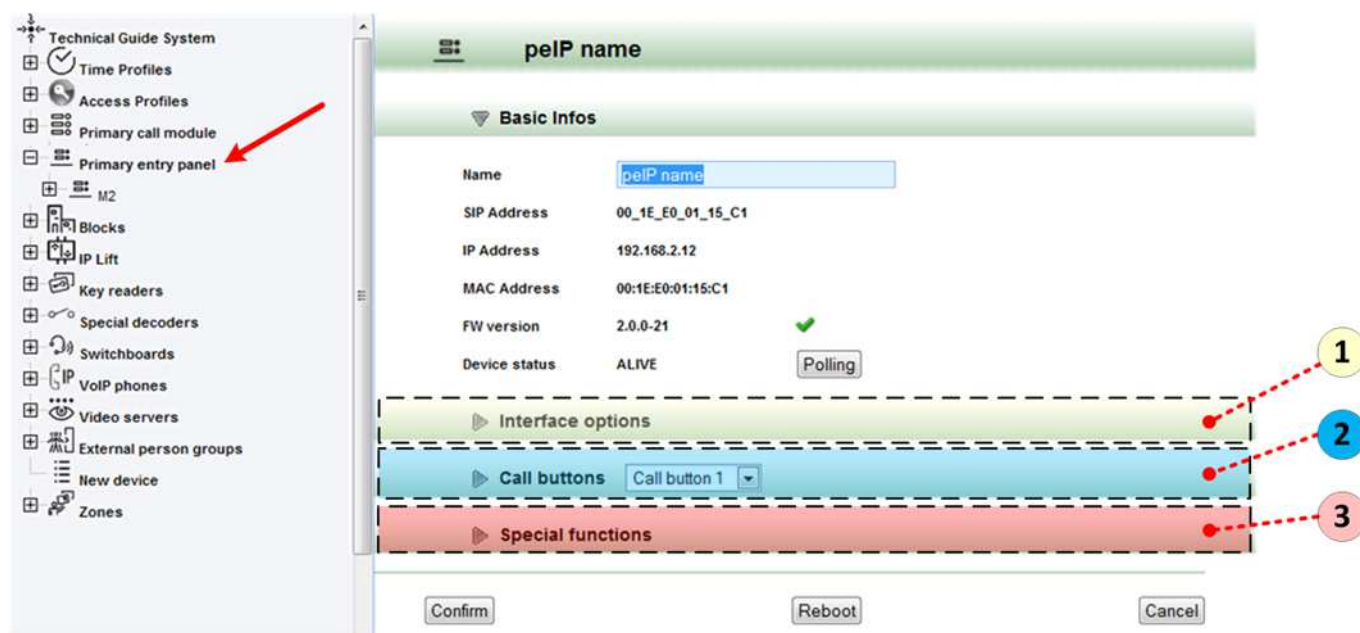 Technical Guide System
Time Profiles
Access Profiles
Primary call module
Primary entry panel
M2
Blocks
IP Lift
Key readers
Special decoders
Switchboards
IP VoIP phones
Video servers
External person groups
New device
Zones
peIP name
Basic Infos
Name peIP name
SIP Address 00_1E_E0_01_15_C1
IP Address 192.168.2.12
MAC Address 00:1E:E0:01:15:C1
FW version 2.0.0-21
Device status ALIVE Polling
Interface options
Call buttons Call button 1
Special functions
1
2
3
Confirm Reboot Cancel